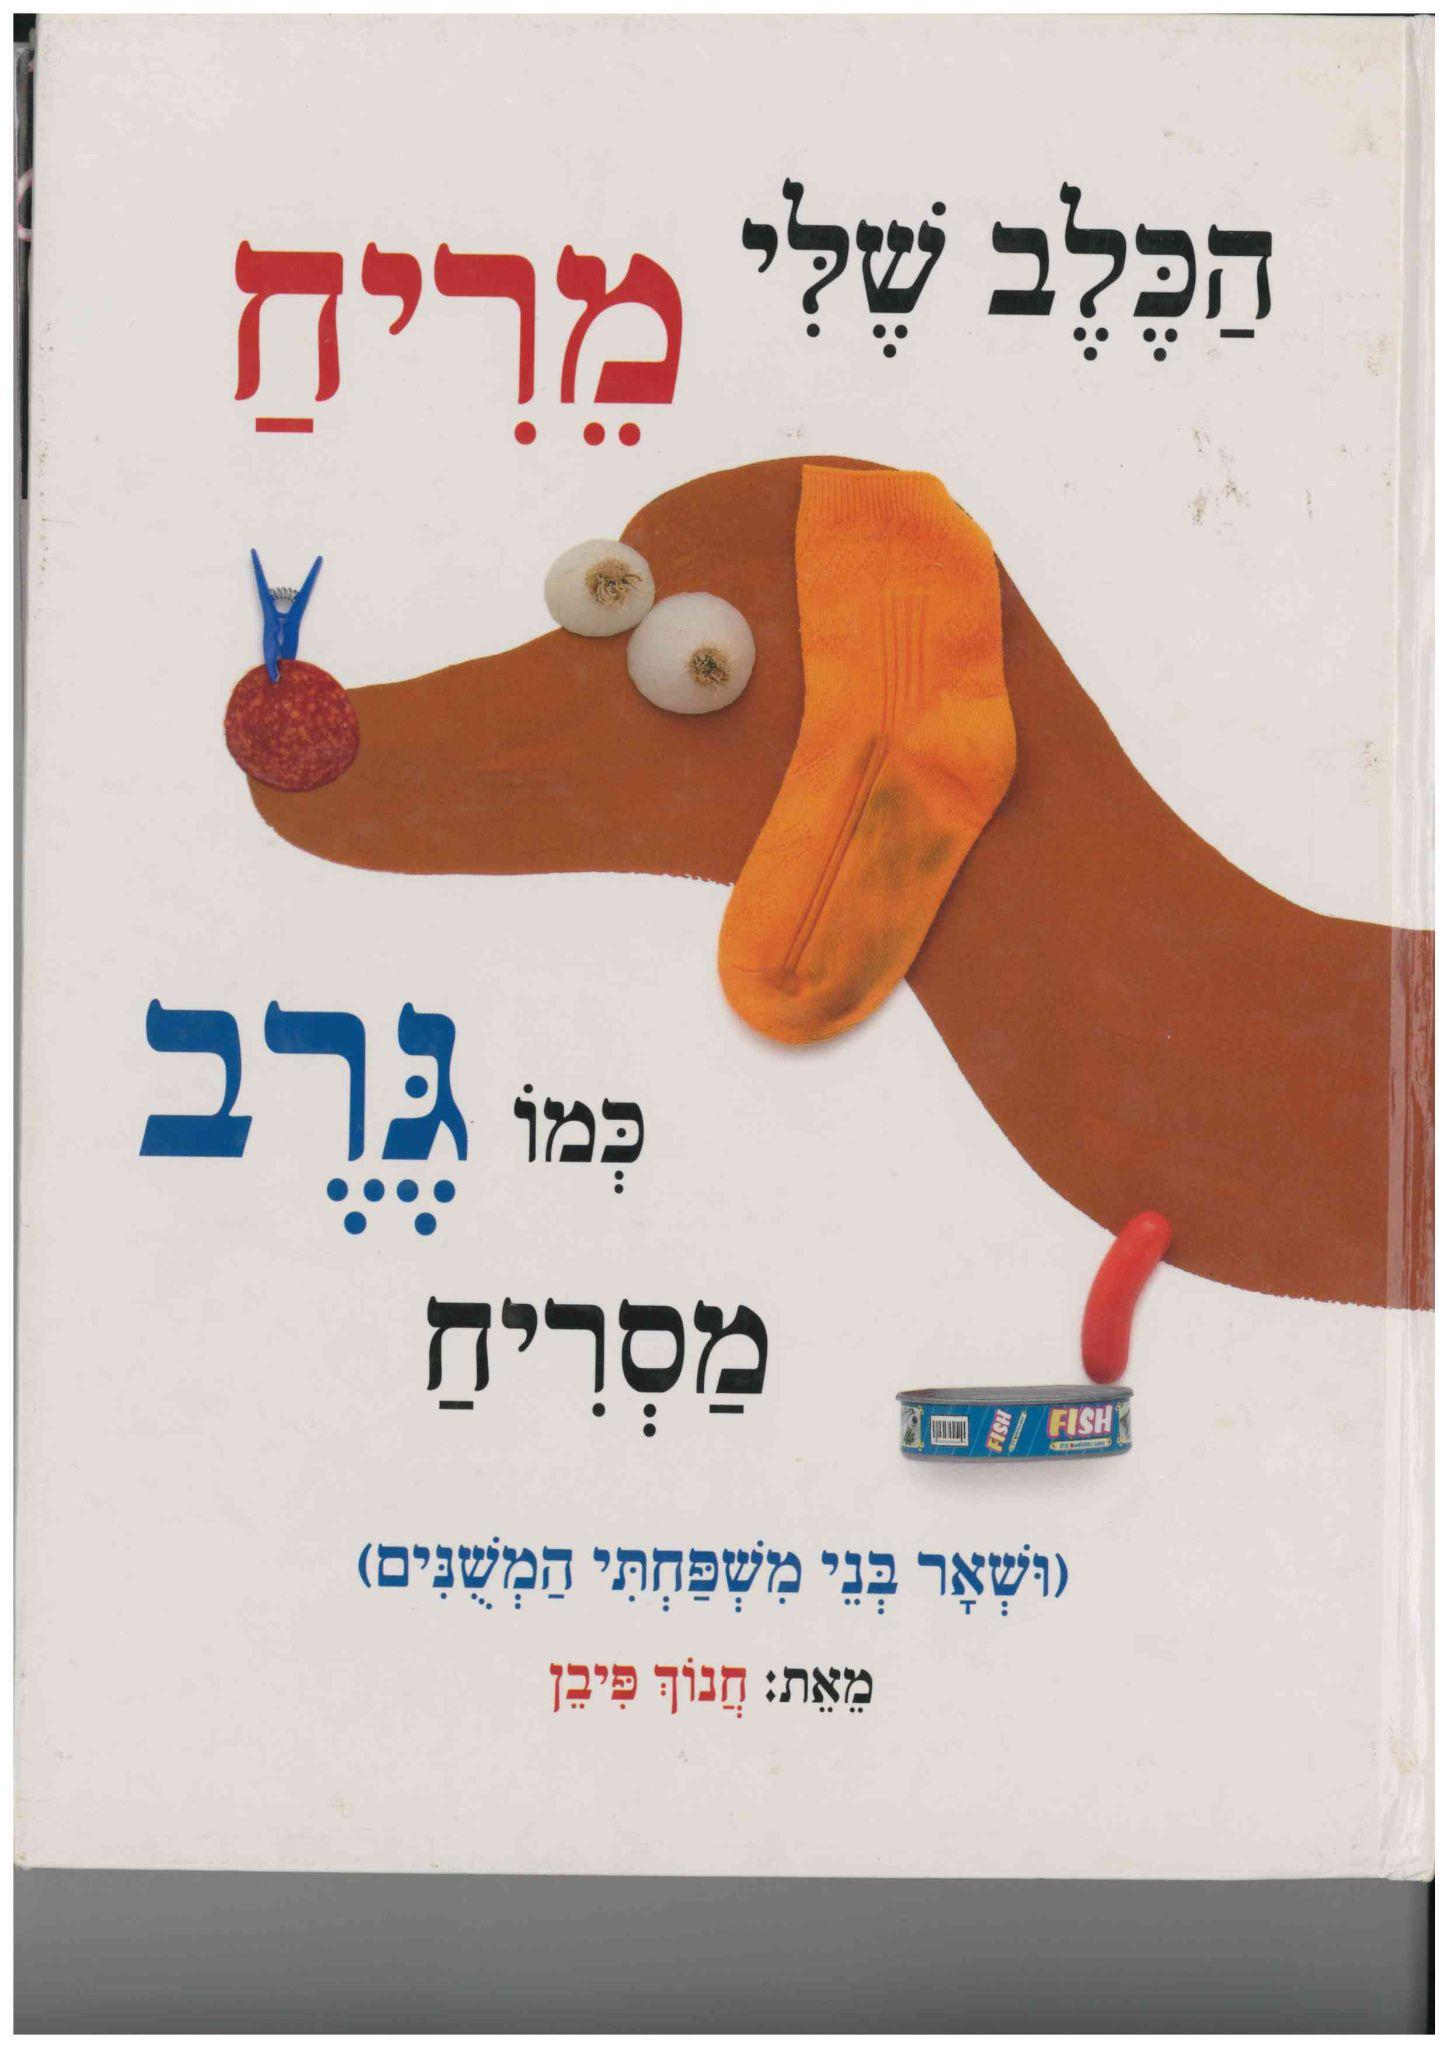 הַכֶּלֶב שֶׁלִּי
מֵרִיחַ
כְּמוֹ גֶּרֶב
מַסְרִיחַ
FISH FISH
(וּשְׁאָר בְּנֵי מִשְׁפַּחְתִּי הַמְשֻׁנִּים)
מֵאֵת: חֲנוֹךְ פִּיבֵן